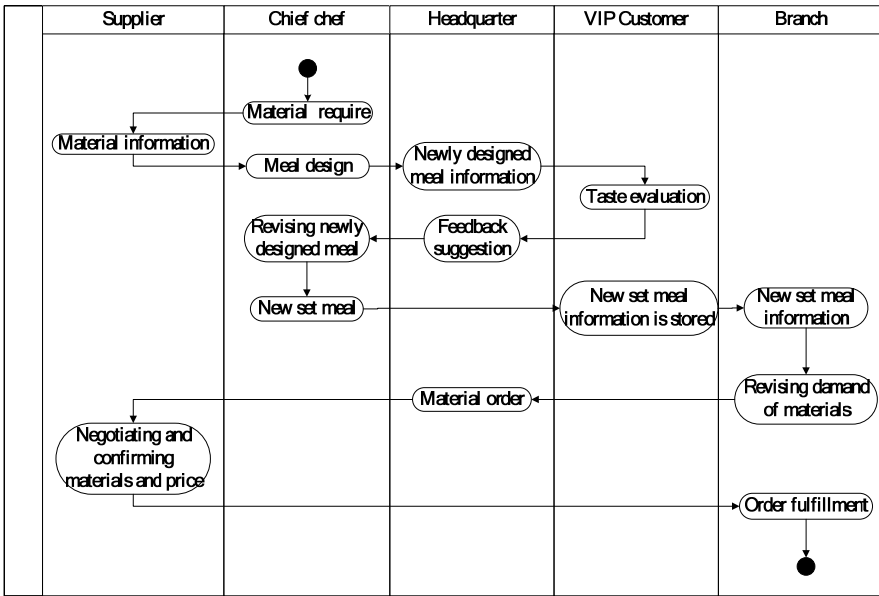 Supplier
Chief chef
Headquarter
VIP Customer
Branch
Material require
Material information
Meal design
Newly designed
meal information
Taste evaluation
Revising newly
designed meal
Feedback
suggestion
New set meal
New set meal
information is stored
New set meal
information
Revising damand
of materials
Material order
Negotiating and
confirming
materials and price
Order fulfillment